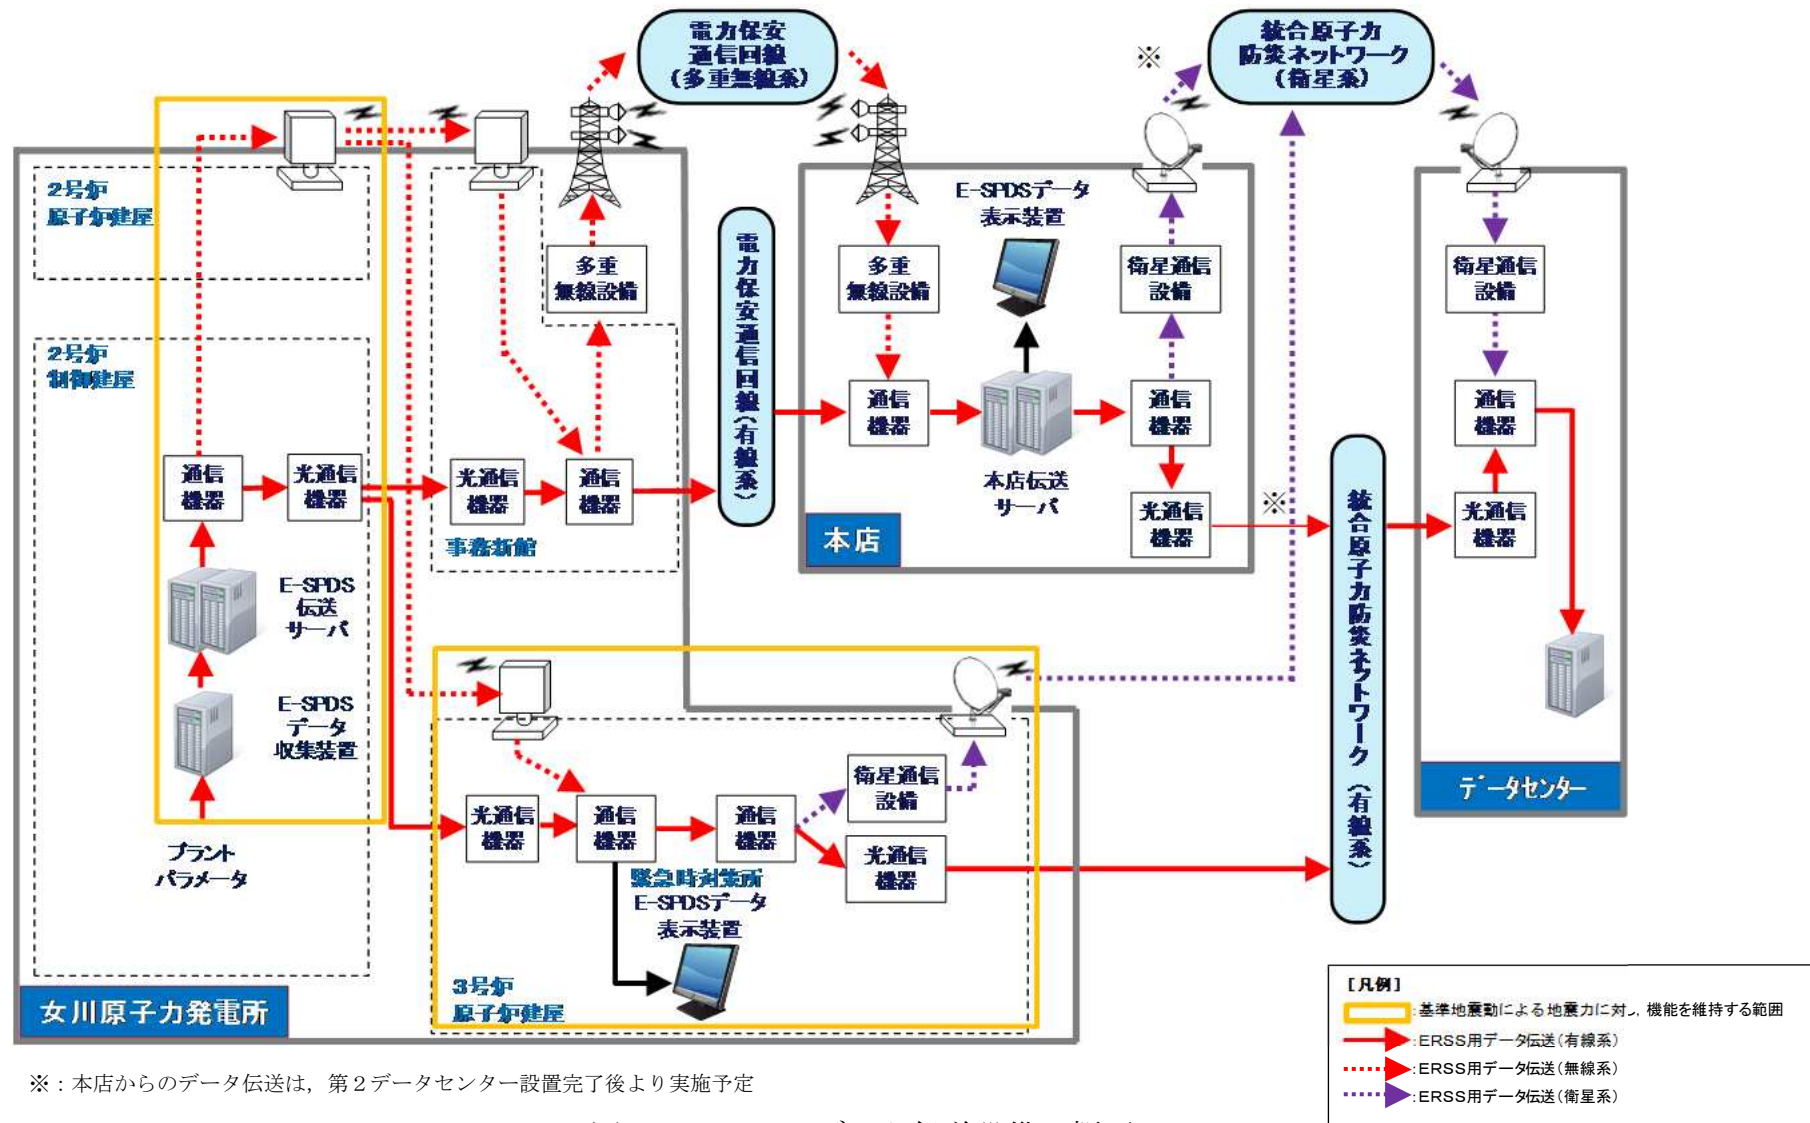 電力保安
通信回線
(多重無線系)
統合原子力
防災ネットワーク
(衛星系)
※
2号炉
原子炉建屋
E-SPDSデータ
表示装置
多重
無線設備
多重
無線設備
衛星通信
設備
衛星通信
設備
電力保安通信回線(有線系)
2号炉
制御建屋
通信
機器
通信
機器
通信
機器
通信
機器
光通信
機器
光通信
機器
通信
機器
本店伝送
サーバ
※
光通信
機器
光通信
機器
統合原子力防災ネットワーク(有線系)
本店
事務新館
E-SPDS
伝送
サーバ
E-SPDS
データ
収集装置
データセンター
衛星通信
設備
光通信
機器
通信
機器
通信
機器
光通信
機器
プラント
パラメータ
緊急時対策所
E-SPDSデータ
表示装置
3号炉
原子炉建屋
女川原子力発電所
[凡例]
:基準地震動による地震力に対し,機能を維持する範囲
:ERSS用データ伝送(有線系)
:ERSS用データ伝送(無線系)
:ERSS用データ伝送(衛星系)
※:本店からのデータ伝送は,第2データセンター設置完了後より実施予定